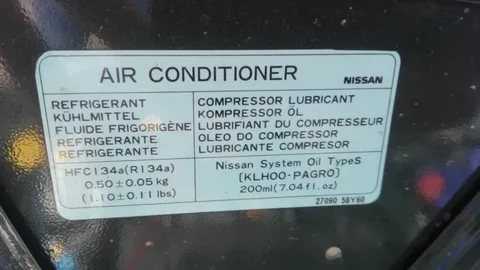 AIR CONDITIONER
NISSAN
REFRIGERANT
KÜHLMITTEL
FLUIDE FRIGORIGÈNE
REFRIGERANTE
REFRIGERANTE
COMPRESSOR LUBRICANT
KOMPRESSOR ÖL
LUBRIFIANT DU COMPRESSEUR
OLEO DO COMPRESSOR
LUBRICANTE COMPRESOR
HFC134a(R134a)
0.50±0.05 kg
(1.10±0.11 lbs)
Nissan System Oil TypeS
[KLH00-PAGR0]
200ml(7.04fl.oz)
27090 5BY60